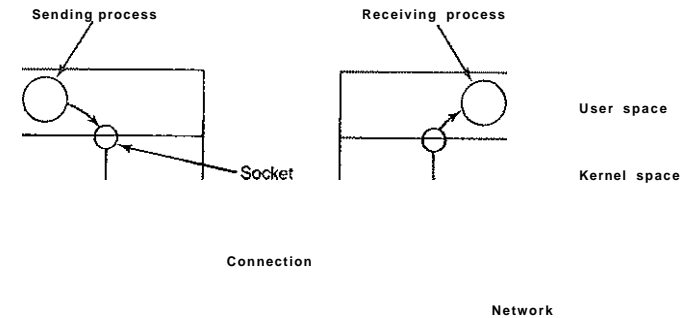 Sending process
Receiving process
User space
Socket
Kernel space
Connection
Network